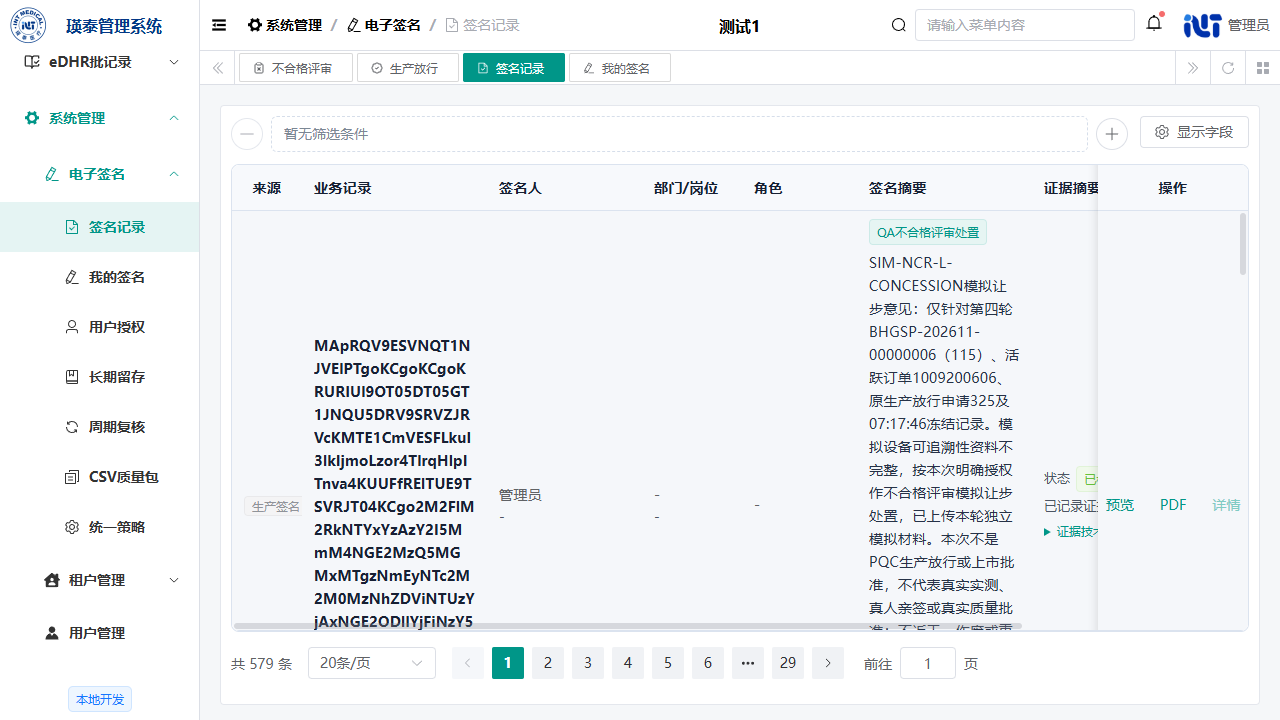 瑛泰管理系统
系统管理 / 电子签名 / 签名记录
测试1
请输入菜单内容
管理员
eDHR批记录
系统管理
电子签名
签名记录
我的签名
用户授权
长期留存
周期复核
CSV质量包
统一策略
租户管理
用户管理
本地开发
不合格评审
生产放行
签名记录
我的签名
暂无筛选条件
显示字段
来源 业务记录 签名人 部门/岗位 角色 签名摘要 证据摘要 操作
生产签名
管理员
-
-
-
-
QA不合格评审处置
SIM-NCR-L-
CONCESSION模拟让
步意见：仅针对第四轮
BHGSP-202611-
00000006（115）、活
跃订单1009200606、
原生产放行申请325及
07:17:46冻结记录。模
拟设备可追溯性资料不
完整，按本次明确授权
作不合格评审模拟让步
处置，已上传本轮独立
模拟材料。本次不是
PQC生产放行或上市批
准，不代表真实实测、
真人亲签或真实质量批
状态
已记录证
证据技术
预览 PDF 详情
共 579 条
20条/页
1 2 3 4 5 6 ••• 29
前往 1 页